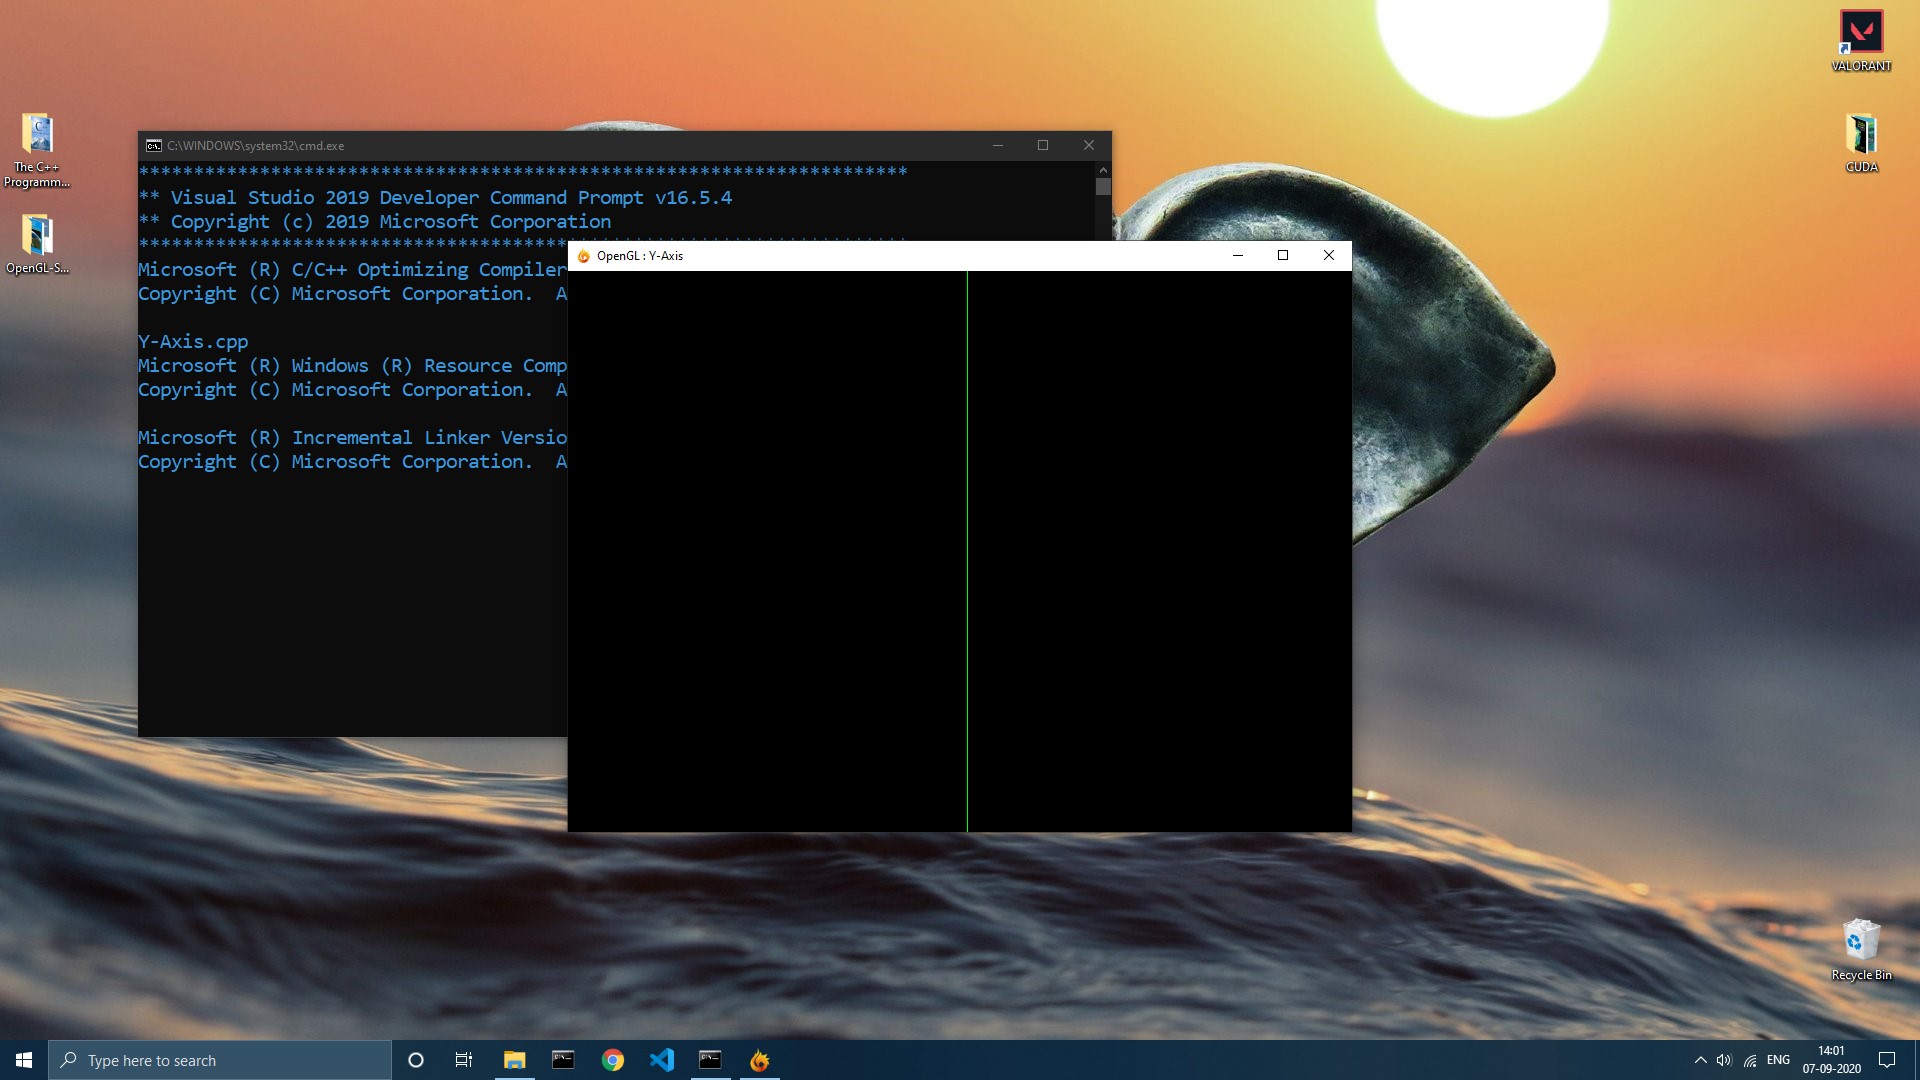 VALORANT
The C++
Programm...
CUDA
OpenGL-S...
C:\WINDOWS\system32\cmd.exe
**********************************************************************
** Visual Studio 2019 Developer Command Prompt v16.5.4
** Copyright (c) 2019 Microsoft Corporation
**********************************************************************
Microsoft (R) C/C++ Optimizing Compiler
Copyright (C) Microsoft Corporation.  A
Y-Axis.cpp
Microsoft (R) Windows (R) Resource Comp
Copyright (C) Microsoft Corporation.  A
Microsoft (R) Incremental Linker Versio
Copyright (C) Microsoft Corporation.  A
OpenGL : Y-Axis
Recycle Bin
Type here to search
ENG
14:01
07-09-2020